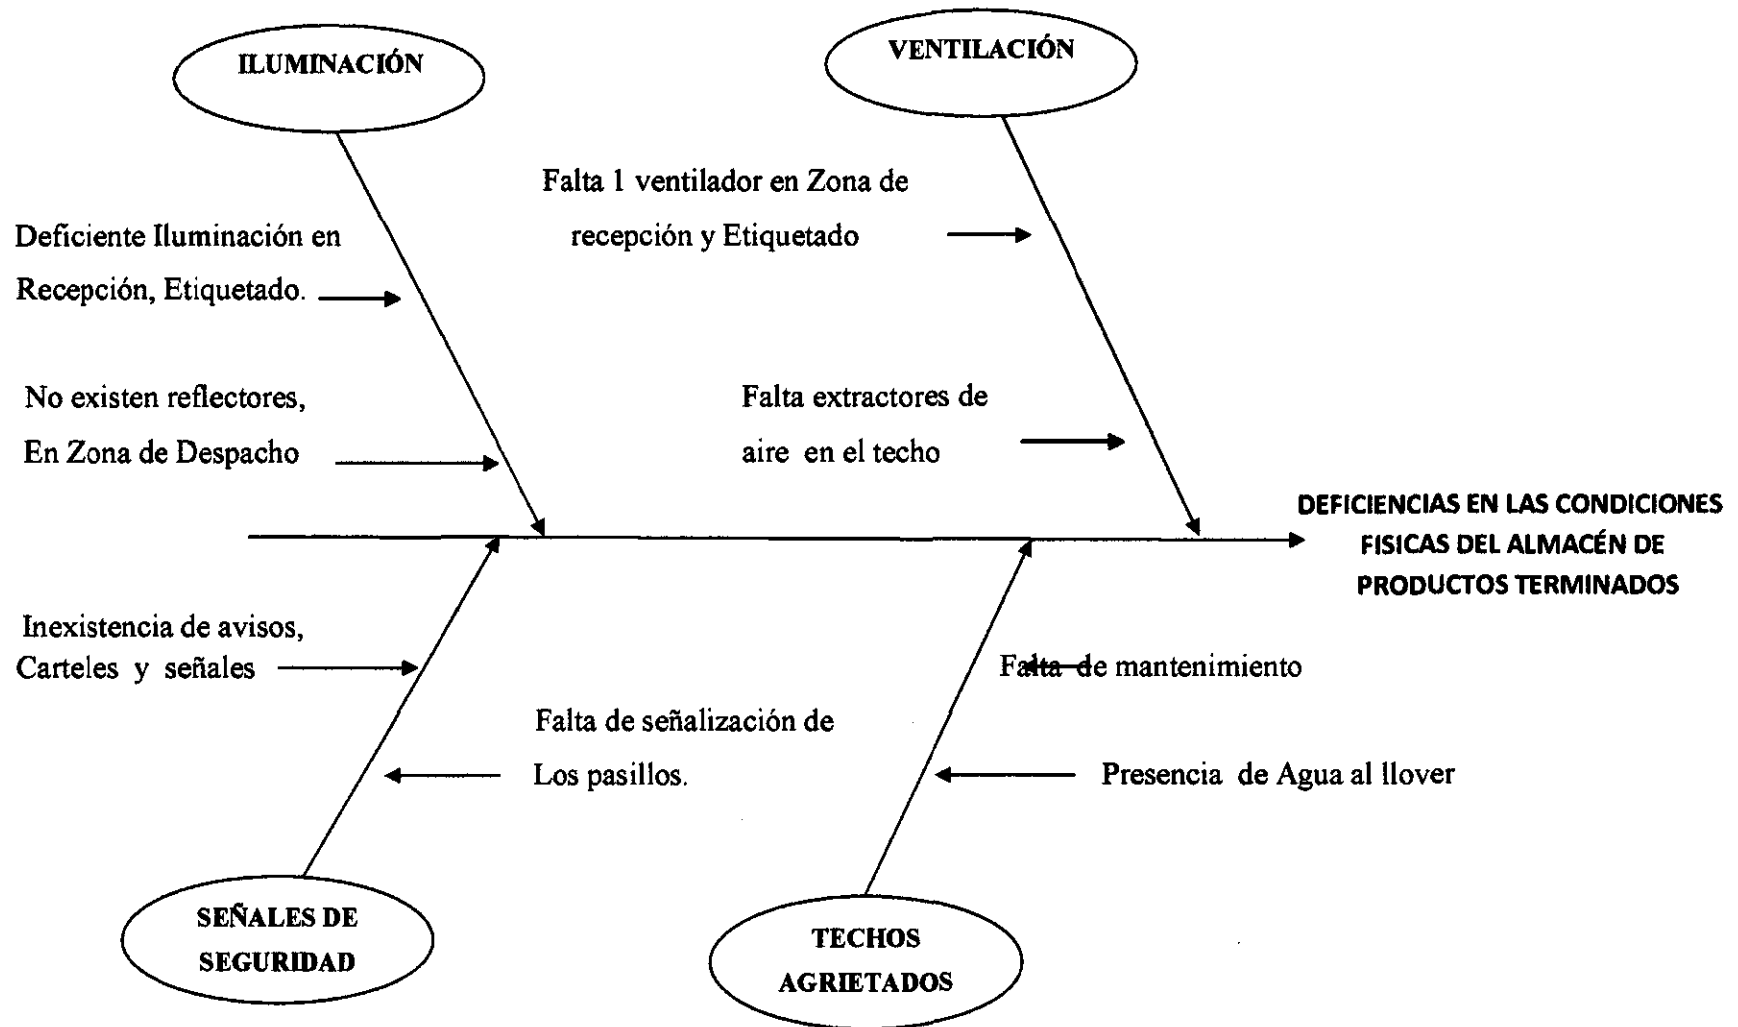 ILUMINACIÓN
VENTILACIÓN
Deficiente Iluminación en
Recepción, Etiquetado.
Falta 1 ventilador en Zona de
recepción y Etiquetado
No existen reflectores,
En Zona de Despacho
Falta extractores de
aire en el techo
DEFICIENCIAS EN LAS CONDICIONES
FISICAS DEL ALMACÉN DE
PRODUCTOS TERMINADOS
Inexistencia de avisos,
Carteles y señales
Falta de señalización de
Los pasillos.
Falta de mantenimiento
Presencia de Agua al llover
SEÑALES DE
SEGURIDAD
TECHOS
AGRIETADOS